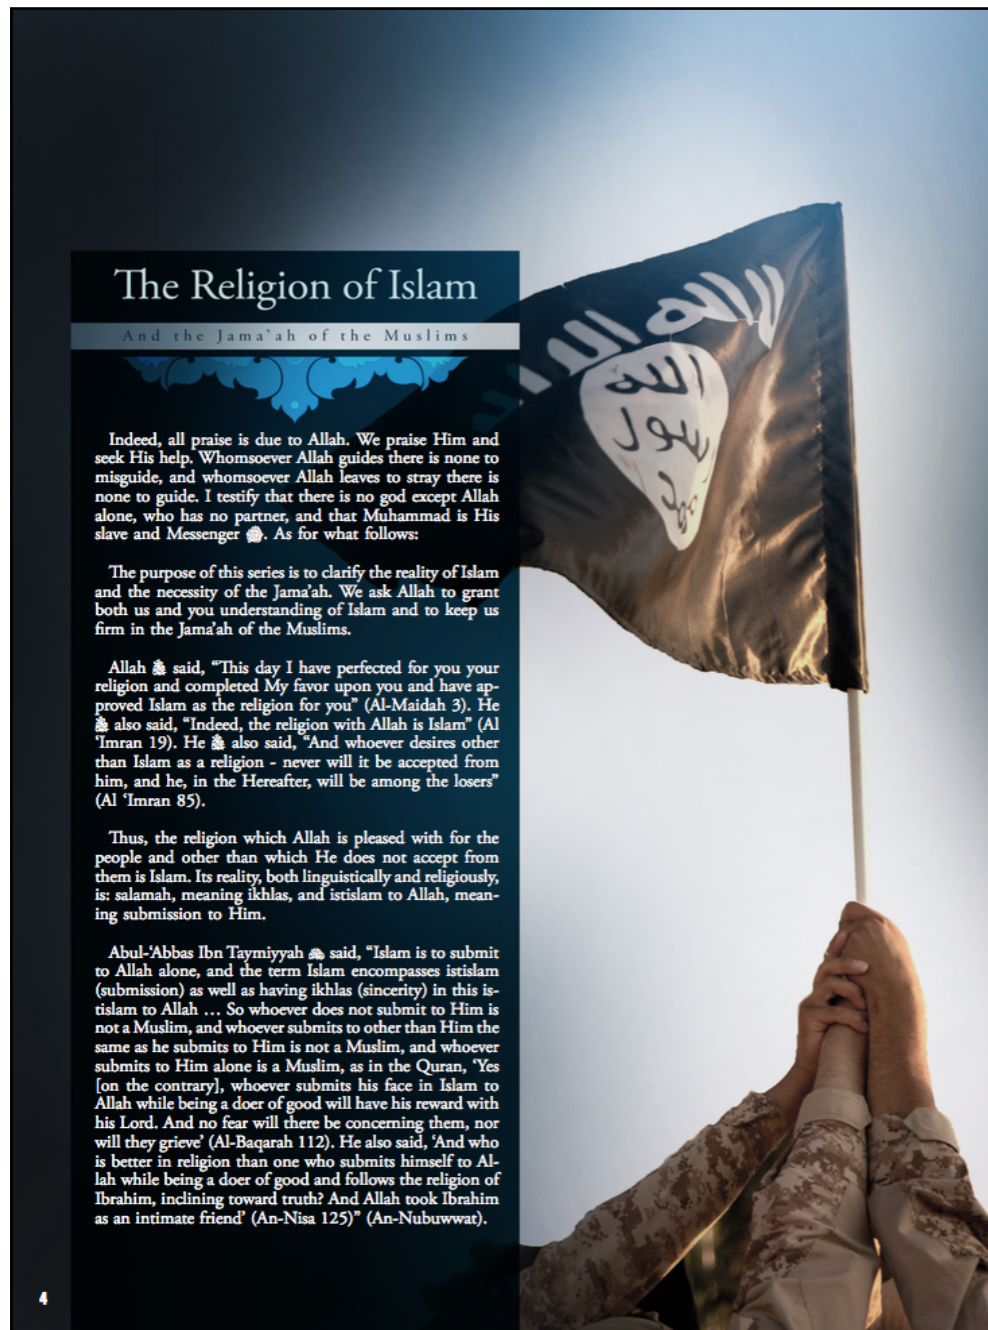 The Religion of Islam
And the Jama'ah of the Muslims
Indeed, all praise is due to Allah. We praise Him and
seek His help. Whomsoever Allah guides there is none to
misguide, and whomsoever Allah leaves to stray there is
none to guide. I testify that there is no god except Allah
alone, who has no partner, and that Muhammad is His
slave and Messenger . As for what follows:
The purpose of this series is to clarify the reality of Islam
and the necessity of the Jama'ah. We ask Allah to grant
both us and you understanding of Islam and to keep us
firm in the Jama'ah of the Muslims.
Allah said, “This day I have perfected for you your
religion and completed My favor upon you and have ap-
proved Islam as the religion for you” (Al-Maidah 3). He
also said, “Indeed, the religion with Allah is Islam” (Al
‘Imran 19). He also said, “And whoever desires other
than Islam as a religion - never will it be accepted from
him, and he, in the Hereafter, will be among the losers”
(Al ‘Imran 85).
Thus, the religion which Allah is pleased with for the
people and other than which He does not accept from
them is Islam. Its reality, both linguistically and religiously,
is: salamah, meaning ikhlas, and istislam to Allah, mean-
ing submission to Him.
Abul-‘Abbas Ibn Taymiyyah said, “Islam is to submit
to Allah alone, and the term Islam encompasses istislam
(submission) as well as having ikhlas (sincerity) in this is-
tislam to Allah … So whoever does not submit to Him is
not a Muslim, and whoever submits to other than Him the
same as he submits to Him is not a Muslim, and whoever
submits to Him alone is a Muslim, as in the Quran, ‘Yes
[on the contrary], whoever submits his face in Islam to
Allah while being a doer of good will have his reward with
his Lord. And no fear will there be concerning them, nor
will they grieve’ (Al-Baqarah 112). He also said, ‘And who
is better in religion than one who submits himself to Al-
lah while being a doer of good and follows the religion of
Ibrahim, inclining toward truth? And Allah took Ibrahim
as an intimate friend’ (An-Nisa 125)” (An-Nubuwwat).
4